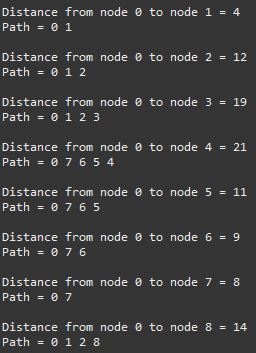 Distance from node 0 to node 1 = 4
Path = 0 1
Distance from node 0 to node 2 = 12
Path = 0 1 2
Distance from node 0 to node 3 = 19
Path = 0 1 2 3
Distance from node 0 to node 4 = 21
Path = 0 7 6 5 4
Distance from node 0 to node 5 = 11
Path = 0 7 6 5
Distance from node 0 to node 6 = 9
Path = 0 7 6
Distance from node 0 to node 7 = 8
Path = 0 7
Distance from node 0 to node 8 = 14
Path = 0 1 2 8